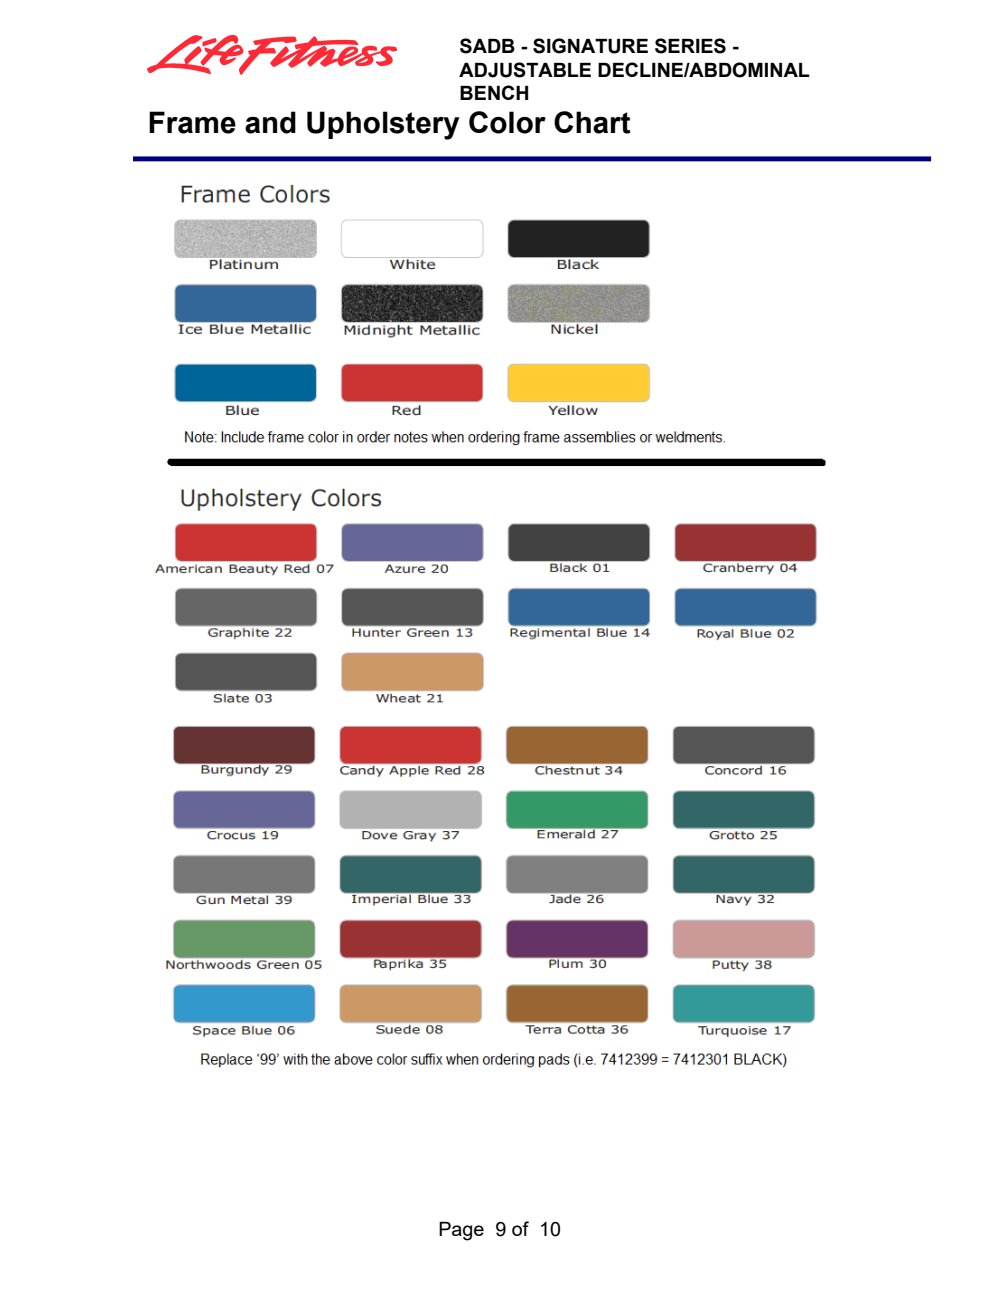 Life Fitness
SADB - SIGNATURE SERIES -
ADJUSTABLE DECLINE/ABDOMINAL
BENCH
Frame and Upholstery Color Chart
Frame Colors
Platinum White Black
Ice Blue Metallic Midnight Metallic Nickel
Blue Red Yellow
Note: Include frame color in order notes when ordering frame assemblies or weldments.
Upholstery Colors
American Beauty Red 07 Azure 20 Black 01 Cranberry 04
Graphite 22 Hunter Green 13 Regimental Blue 14 Royal Blue 02
Slate 03 Wheat 21
Burgundy 29 Candy Apple Red 28 Chestnut 34 Concord 16
Crocus 19 Dove Gray 37 Emerald 27 Grotto 25
Gun Metal 39 Imperial Blue 33 Jade 26 Navy 32
Northwoods Green 05 Paprika 35 Plum 30 Putty 38
Space Blue 06 Suede 08 Terra Cotta 36 Turquoise 17
Replace ‘99’ with the above color suffix when ordering pads (i.e. 7412399 = 7412301 BLACK)
Page 9 of 10